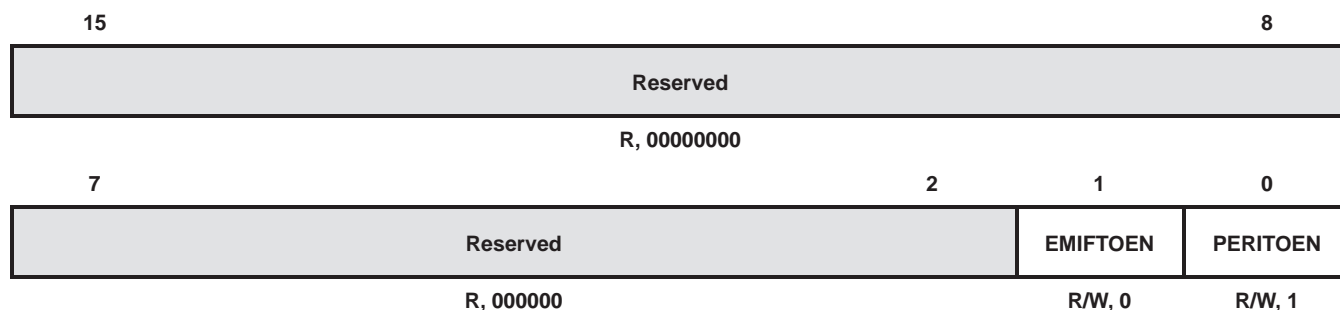 15 8
Reserved
R, 00000000
7 2 1 0
Reserved EMIFTOEN PERITOEN
R, 000000 R/W, 0 R/W, 1